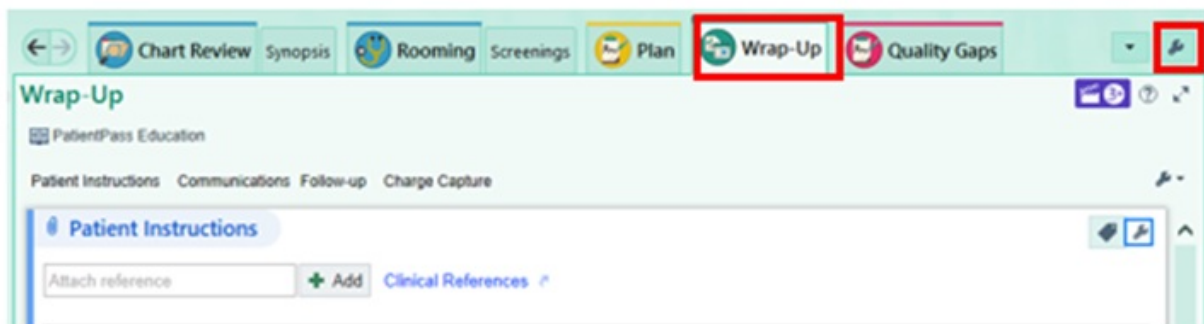 Chart Review Synopsis Rooming Screenings Plan Wrap-Up Quality Gaps
Wrap-Up
3+
PatientPass Education
Patient Instructions Communications Follow-up Charge Capture
Patient Instructions
Attach reference Add Clinical References